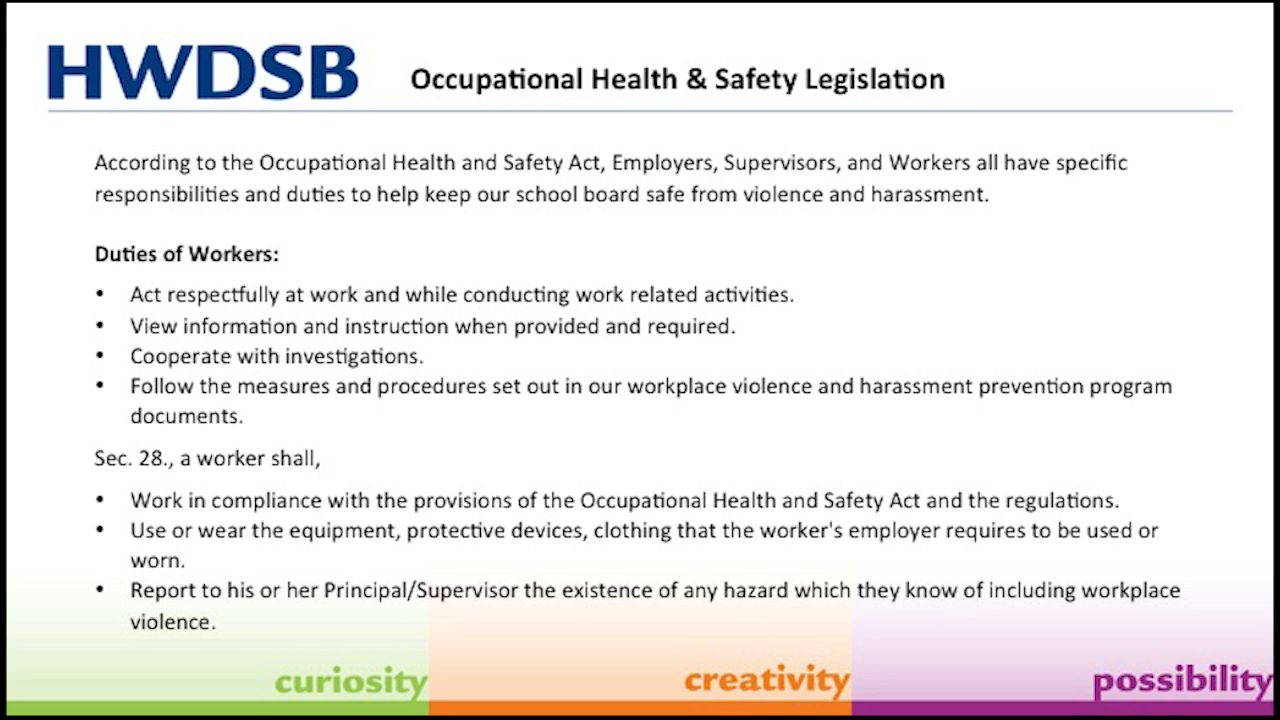 HWDSB
Occupational Health & Safety Legislation
According to the Occupational Health and Safety Act, Employers, Supervisors, and Workers all have specific
responsibilities and duties to help keep our school board safe from violence and harassment.
Duties of Workers:
• Act respectfully at work and while conducting work related activities.
• View information and instruction when provided and required.
• Cooperate with investigations.
• Follow the measures and procedures set out in our workplace violence and harassment prevention program
documents.
Sec. 28., a worker shall,
• Work in compliance with the provisions of the Occupational Health and Safety Act and the regulations.
• Use or wear the equipment, protective devices, clothing that the worker's employer requires to be used or
worn.
• Report to his or her Principal/Supervisor the existence of any hazard which they know of including workplace
violence.
curiosity
creativity
possibility